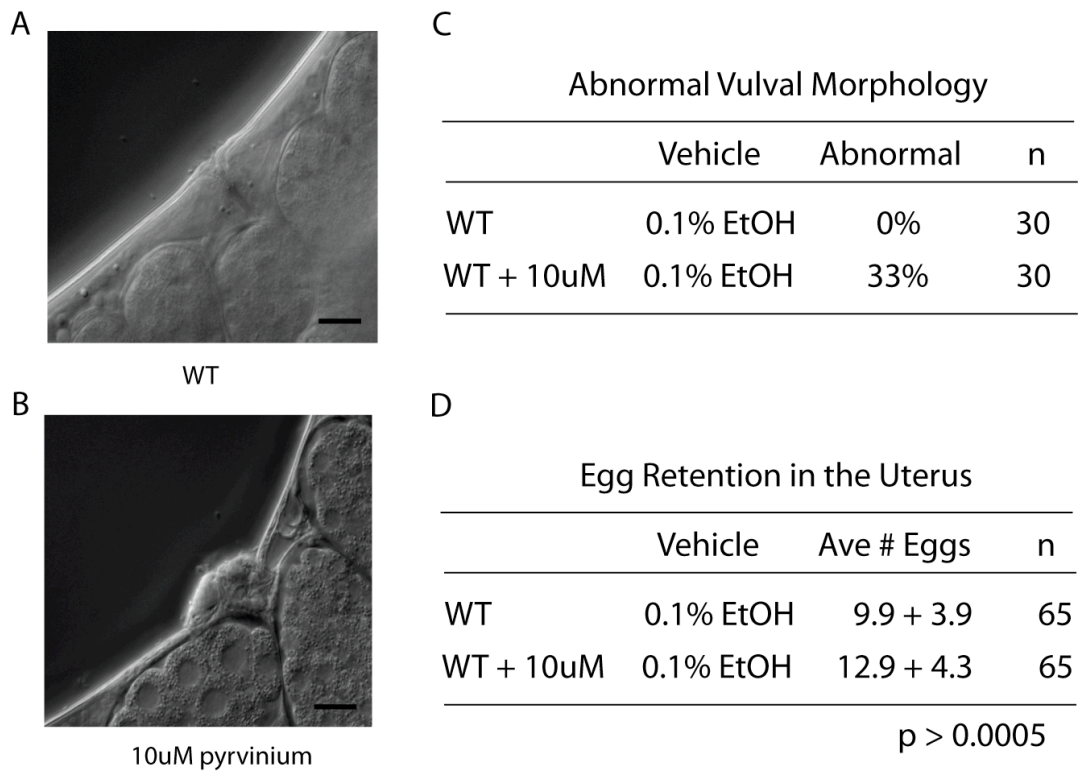 A
WT
B
10uM pyrvinium
C
Abnormal Vulval Morphology
Vehicle Abnormal n
WT 0.1% EtOH 0% 30
WT + 10uM 0.1% EtOH 33% 30
D
Egg Retention in the Uterus
Vehicle Ave # Eggs n
WT 0.1% EtOH 9.9 + 3.9 65
WT + 10uM 0.1% EtOH 12.9 + 4.3 65
p > 0.0005